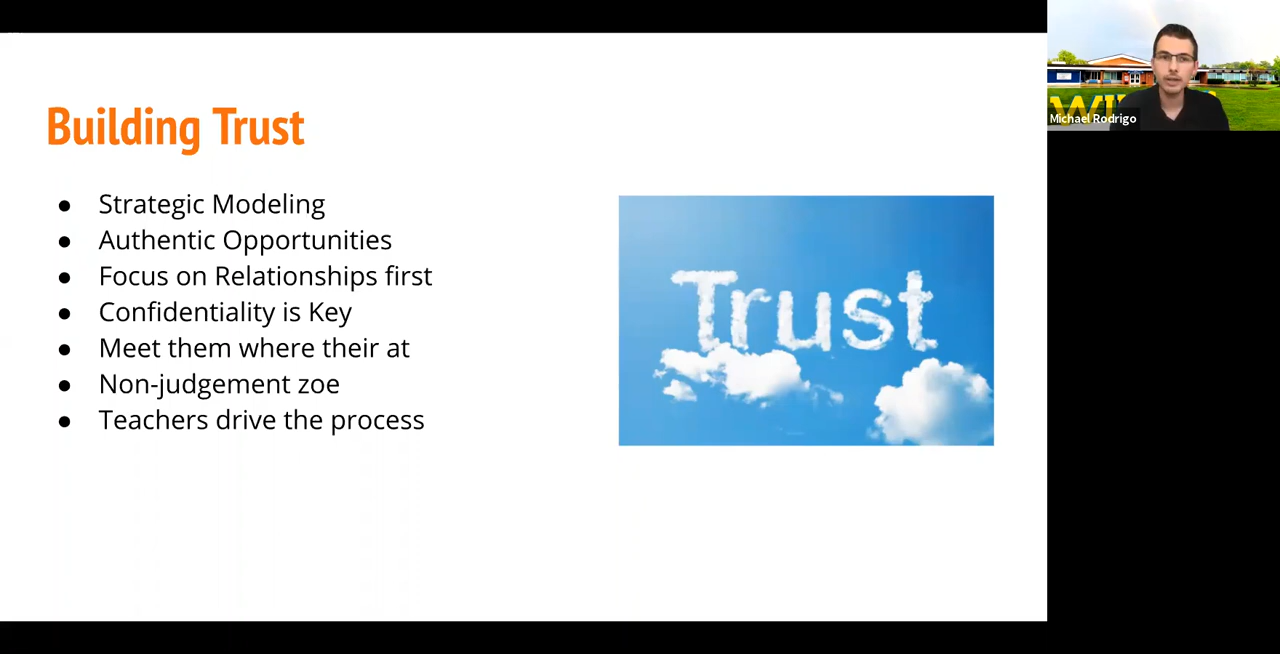 Building Trust
● Strategic Modeling
● Authentic Opportunities
● Focus on Relationships first
● Confidentiality is Key
● Meet them where their at
● Non-judgement zoe
● Teachers drive the process
Trust
Michael Rodrigo